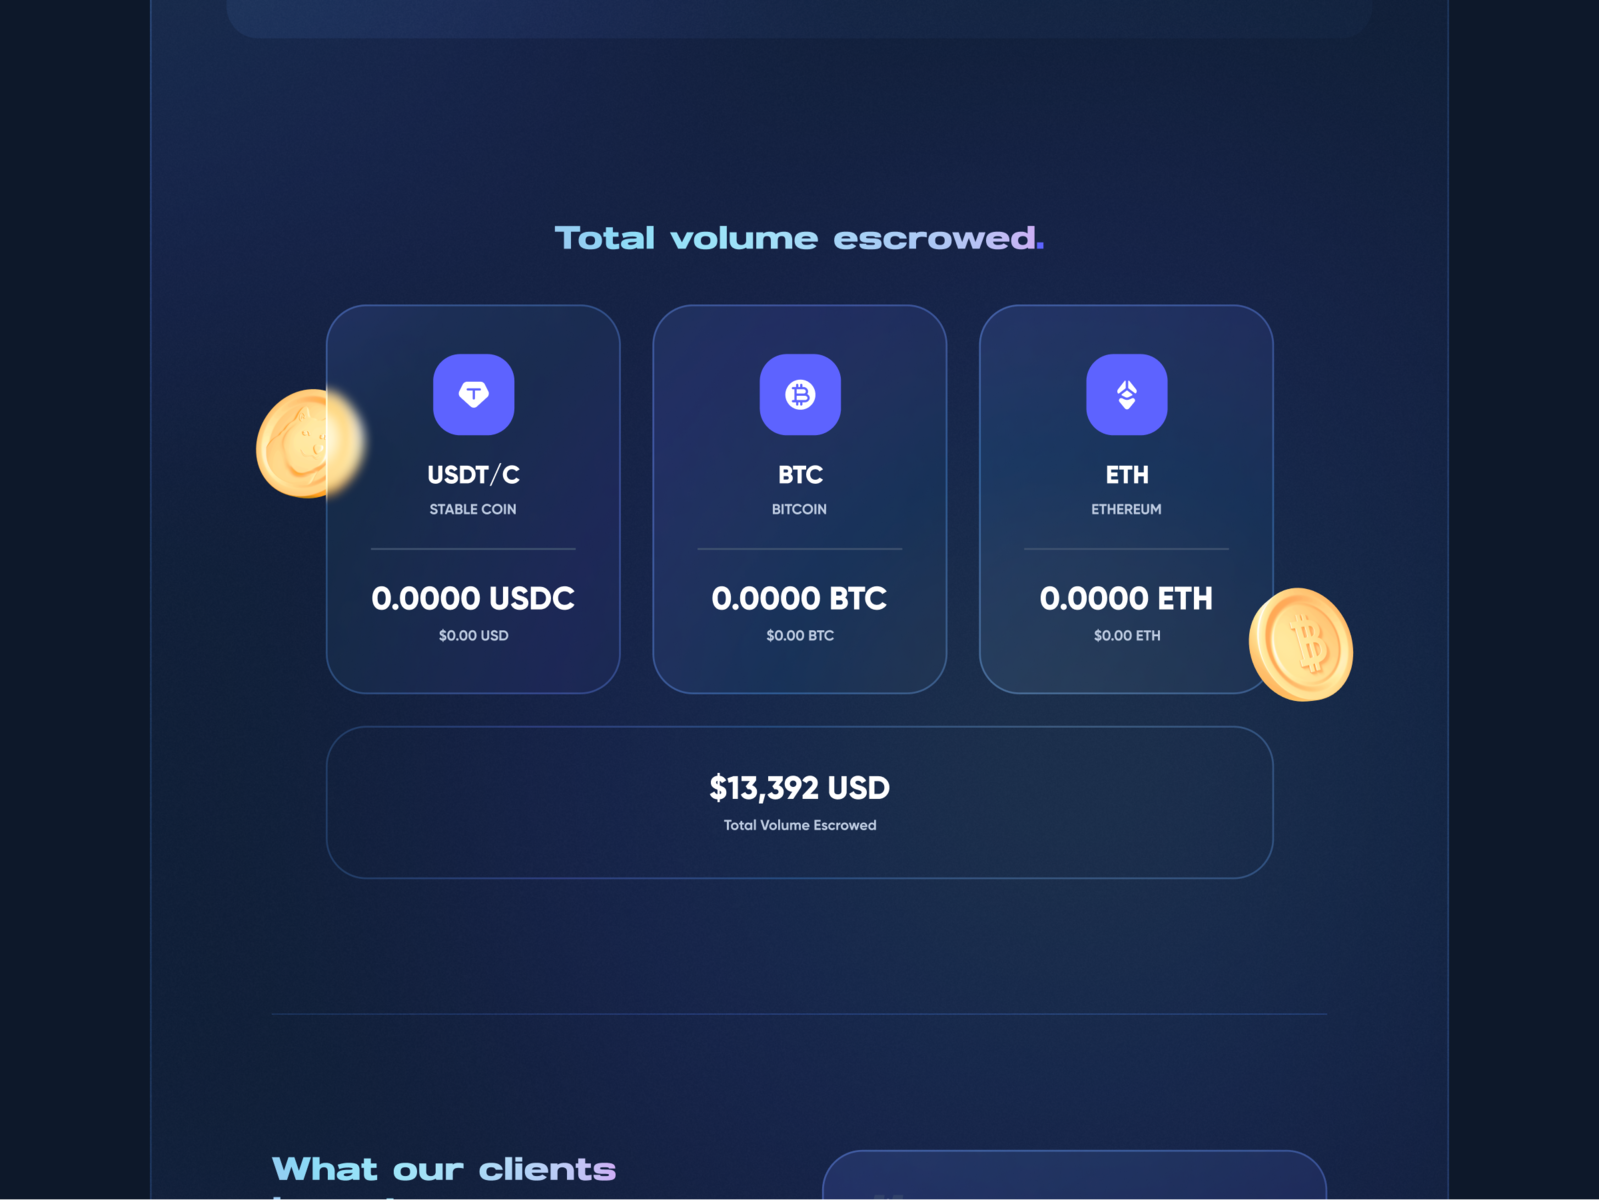 Total volume escrowed.
USDT/C
STABLE COIN
0.0000 USDC
$0.00 USD
BTC
BITCOIN
0.0000 BTC
$0.00 BTC
ETH
ETHEREUM
0.0000 ETH
$0.00 ETH
$13,392 USD
Total Volume Escrowed
What our clients